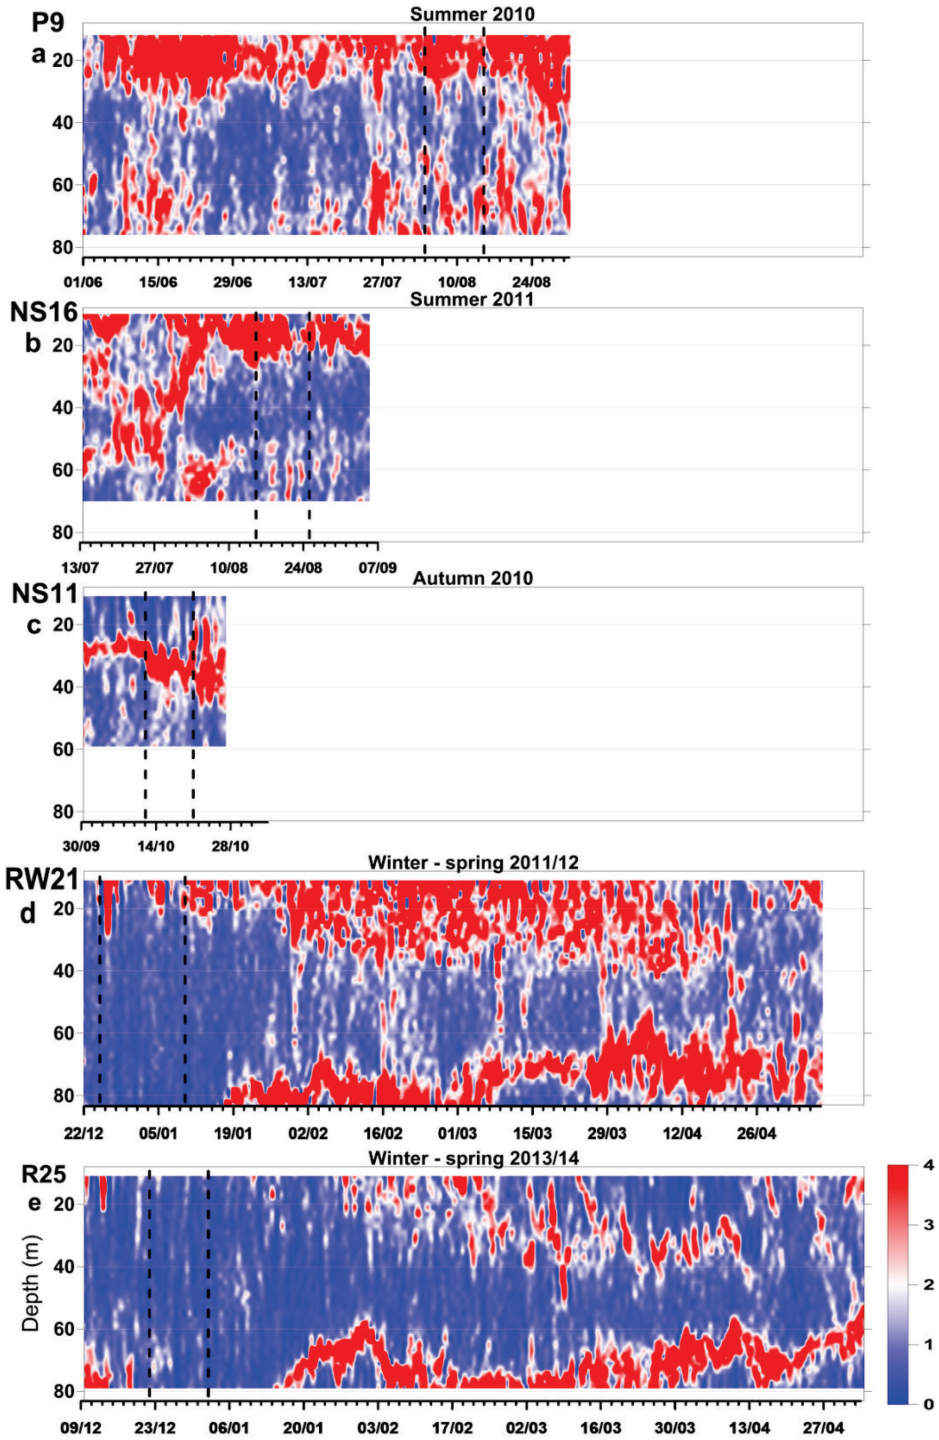 Summer 2010
P9
a
20
40
60
80
01/06 15/06 29/06 13/07 27/07 10/08 24/08
Summer 2011
NS16
b
20
40
60
80
13/07 27/07 10/08 24/08 07/09
Autumn 2010
NS11
c
20
40
60
80
30/09 14/10 28/10
Winter - spring 2011/12
RW21
d
20
40
60
80
22/12 05/01 19/01 02/02 16/02 01/03 15/03 29/03 12/04 26/04
Winter - spring 2013/14
R25
e
20
40
60
80
Depth (m)
09/12 23/12 06/01 20/01 03/02 17/02 02/03 16/03 30/03 13/04 27/04
4
3
2
1
0